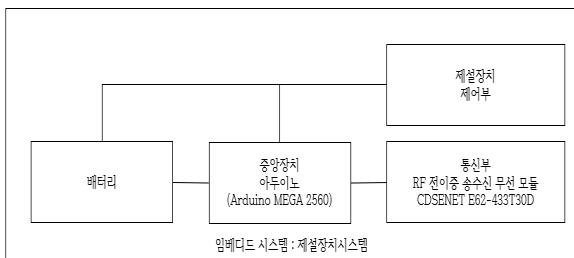 제설장치
제어부
배터리
중앙장치
아두이노
(Arduino MEGA 2560)
통신부
RF 전이중 송수신 무선 모듈
CDSENET E62-433T30D
임베디드 시스템 : 제설장치시스템